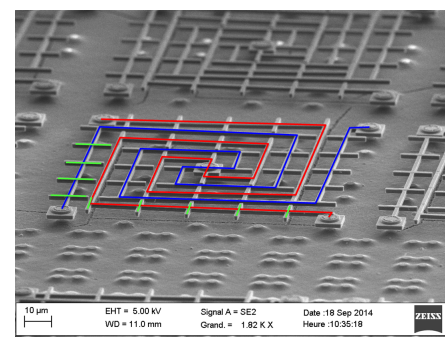 10 µm
EHT = 5.00 kV
Signal A = SE2
Date :18 Sep 2014
WD = 11.0 mm
Grand. = 1.82 K X
Heure :10:35:18
ZEISS